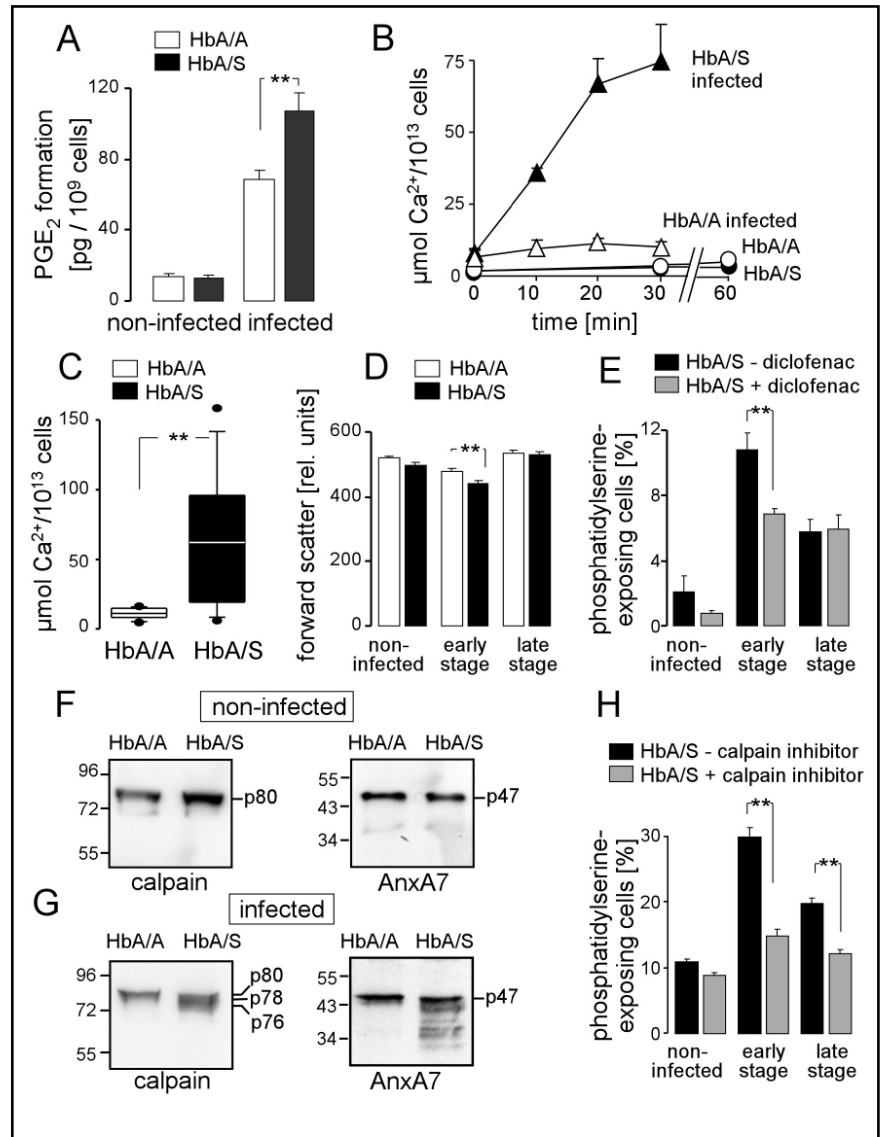 A
HbA/A
HbA/S
PGE₂ formation
[pg / 10⁹ cells]
120
80
40
0
**
non-infected infected
B
µmol Ca²⁺/10¹³ cells
75
50
25
0
HbA/S
infected
HbA/A infected
HbA/A
HbA/S
0 10 20 30 60
time [min]
C
HbA/A
HbA/S
µmol Ca²⁺/10¹³ cells
150
100
50
0
**
HbA/A HbA/S
D
HbA/A
HbA/S
forward scatter [rel. units]
600
400
200
0
**
non-
infected
early
stage
late
stage
E
HbA/S - diclofenac
HbA/S + diclofenac
phosphatidylserine-
exposing cells [%]
12
8
4
0
**
non-
infected
early
stage
late
stage
F
non-infected
HbA/A HbA/S
96
72
55
p80
calpain
HbA/A HbA/S
55
43
34
p47
AnxA7
G
infected
HbA/A HbA/S
96
72
55
p80
p78
p76
calpain
HbA/A HbA/S
55
43
34
p47
AnxA7
H
HbA/S - calpain inhibitor
HbA/S + calpain inhibitor
phosphatidylserine-
exposing cells [%]
30
20
10
0
**
**
non-
infected
early
stage
late
stage